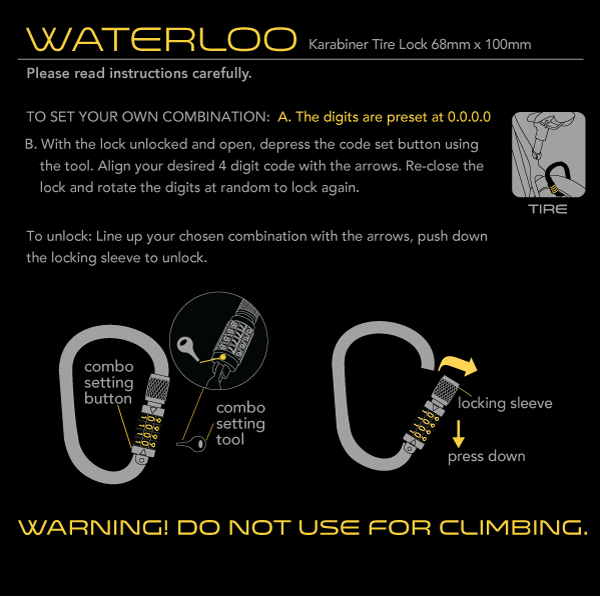 WATERLOO Karabiner Tire Lock 68mm x 100mm
Please read instructions carefully.
TO SET YOUR OWN COMBINATION: A. The digits are preset at 0.0.0.0
B. With the lock unlocked and open, depress the code set button using
the tool. Align your desired 4 digit code with the arrows. Re-close the
lock and rotate the digits at random to lock again.
TIRE
To unlock: Line up your chosen combination with the arrows, push down
the locking sleeve to unlock.
combo
setting
button
combo
setting
tool
locking sleeve
press down
WARNING! DO NOT USE FOR CLIMBING.